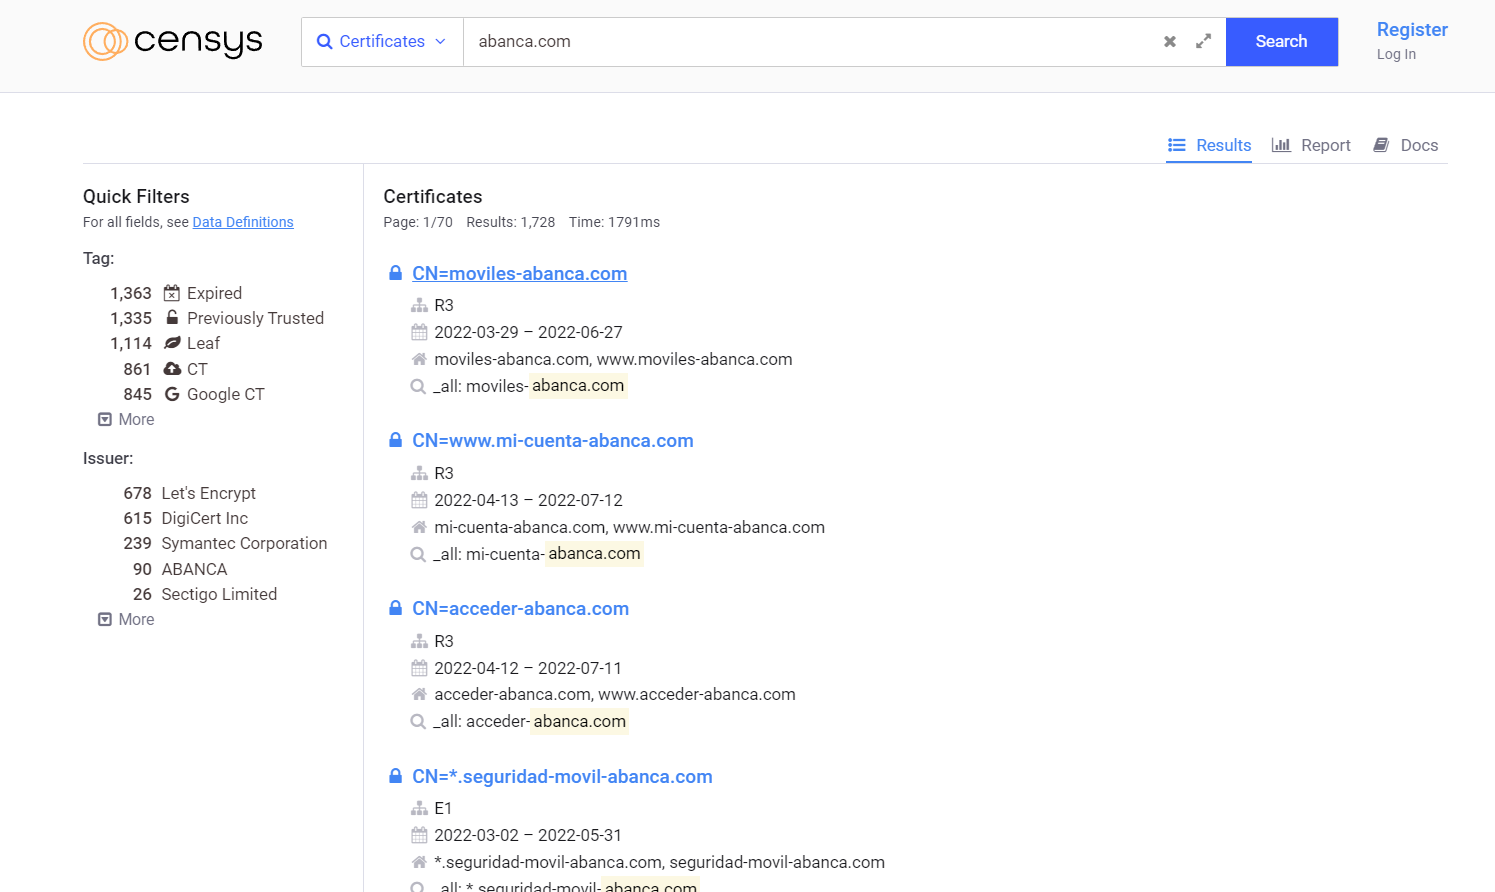 censys
Certificates
abanca.com
Search
Register
Log In
Results
Report
Docs
Quick Filters
For all fields, see Data Definitions
Tag:
1,363 Expired
1,335 Previously Trusted
1,114 Leaf
861 CT
845 Google CT
More
Issuer:
678 Let's Encrypt
615 DigiCert Inc
239 Symantec Corporation
90 ABANCA
26 Sectigo Limited
More
Certificates
Page: 1/70 Results: 1,728 Time: 1791ms
CN=moviles-abanca.com
R3
2022-03-29 – 2022-06-27
moviles-abanca.com, www.moviles-abanca.com
_all: moviles-abanca.com
CN=www.mi-cuenta-abanca.com
R3
2022-04-13 – 2022-07-12
mi-cuenta-abanca.com, www.mi-cuenta-abanca.com
_all: mi-cuenta-abanca.com
CN=acceder-abanca.com
R3
2022-04-12 – 2022-07-11
acceder-abanca.com, www.acceder-abanca.com
_all: acceder-abanca.com
CN=*.seguridad-movil-abanca.com
E1
2022-03-02 – 2022-05-31
*.seguridad-movil-abanca.com, seguridad-movil-abanca.com
_all: *.seguridad-movil-abanca.com